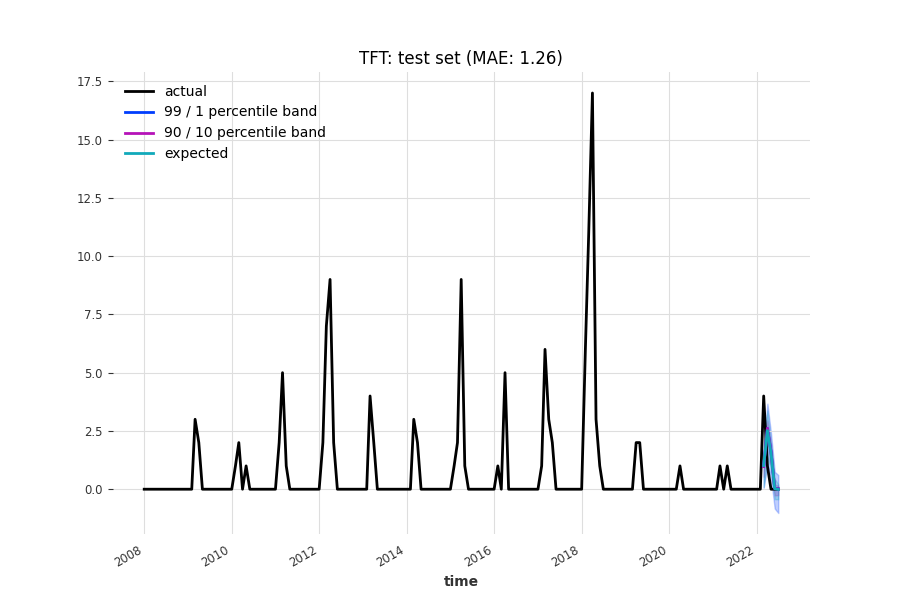 TFT: test set (MAE: 1.26)
17.5
15.0
12.5
10.0
7.5
5.0
2.5
0.0
actual
99 / 1 percentile band
90 / 10 percentile band
expected
2008
2010
2012
2014
2016
2018
2020
2022
time